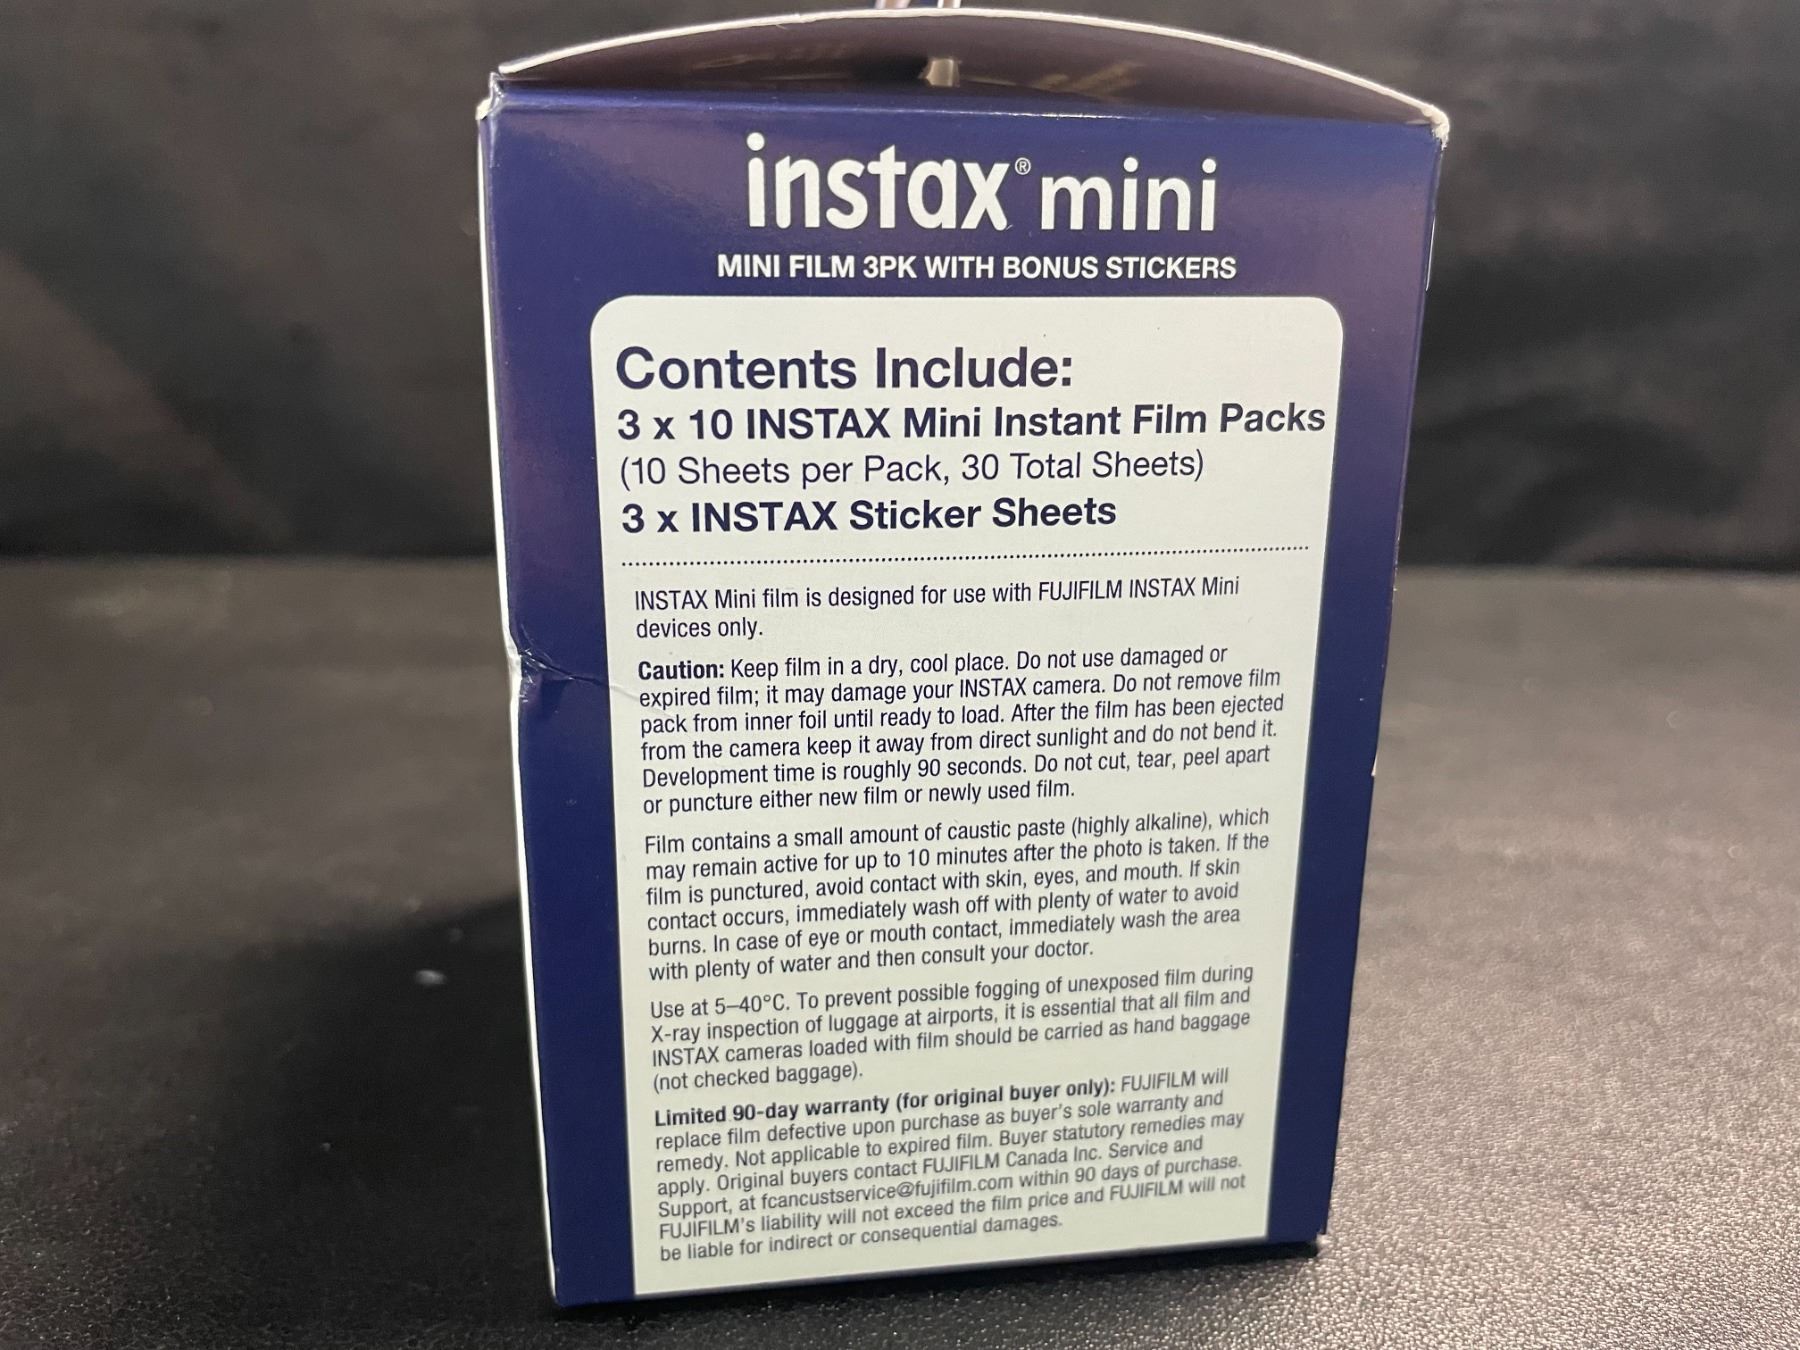 instax® mini
MINI FILM 3PK WITH BONUS STICKERS
Contents Include:
3 x 10 INSTAX Mini Instant Film Packs
(10 Sheets per Pack, 30 Total Sheets)
3 x INSTAX Sticker Sheets
INSTAX Mini film is designed for use with FUJIFILM INSTAX Mini
devices only.
Caution: Keep film in a dry, cool place. Do not use damaged or
expired film; it may damage your INSTAX camera. Do not remove film
pack from inner foil until ready to load. After the film has been ejected
from the camera keep it away from direct sunlight and do not bend it.
Development time is roughly 90 seconds. Do not cut, tear, peel apart
or puncture either new film or newly used film.
Film contains a small amount of caustic paste (highly alkaline), which
may remain active for up to 10 minutes after the photo is taken. If the
film is punctured, avoid contact with skin, eyes, and mouth. If skin
contact occurs, immediately wash off with plenty of water to avoid
burns. In case of eye or mouth contact, immediately wash the area
with plenty of water and then consult your doctor.
Use at 5–40°C. To prevent possible fogging of unexposed film during
X-ray inspection of luggage at airports, it is essential that all film and
INSTAX cameras loaded with film should be carried as hand baggage
(not checked baggage).
Limited 90-day warranty (for original buyer only): FUJIFILM will
replace film defective upon purchase as buyer's sole warranty and
remedy. Not applicable to expired film. Buyer statutory remedies may
apply. Original buyers contact FUJIFILM Canada Inc. Service and
Support, at fcancustservice@fujifilm.com within 90 days of purchase.
FUJIFILM's liability will not exceed the film price and FUJIFILM will not
be liable for indirect or consequential damages.